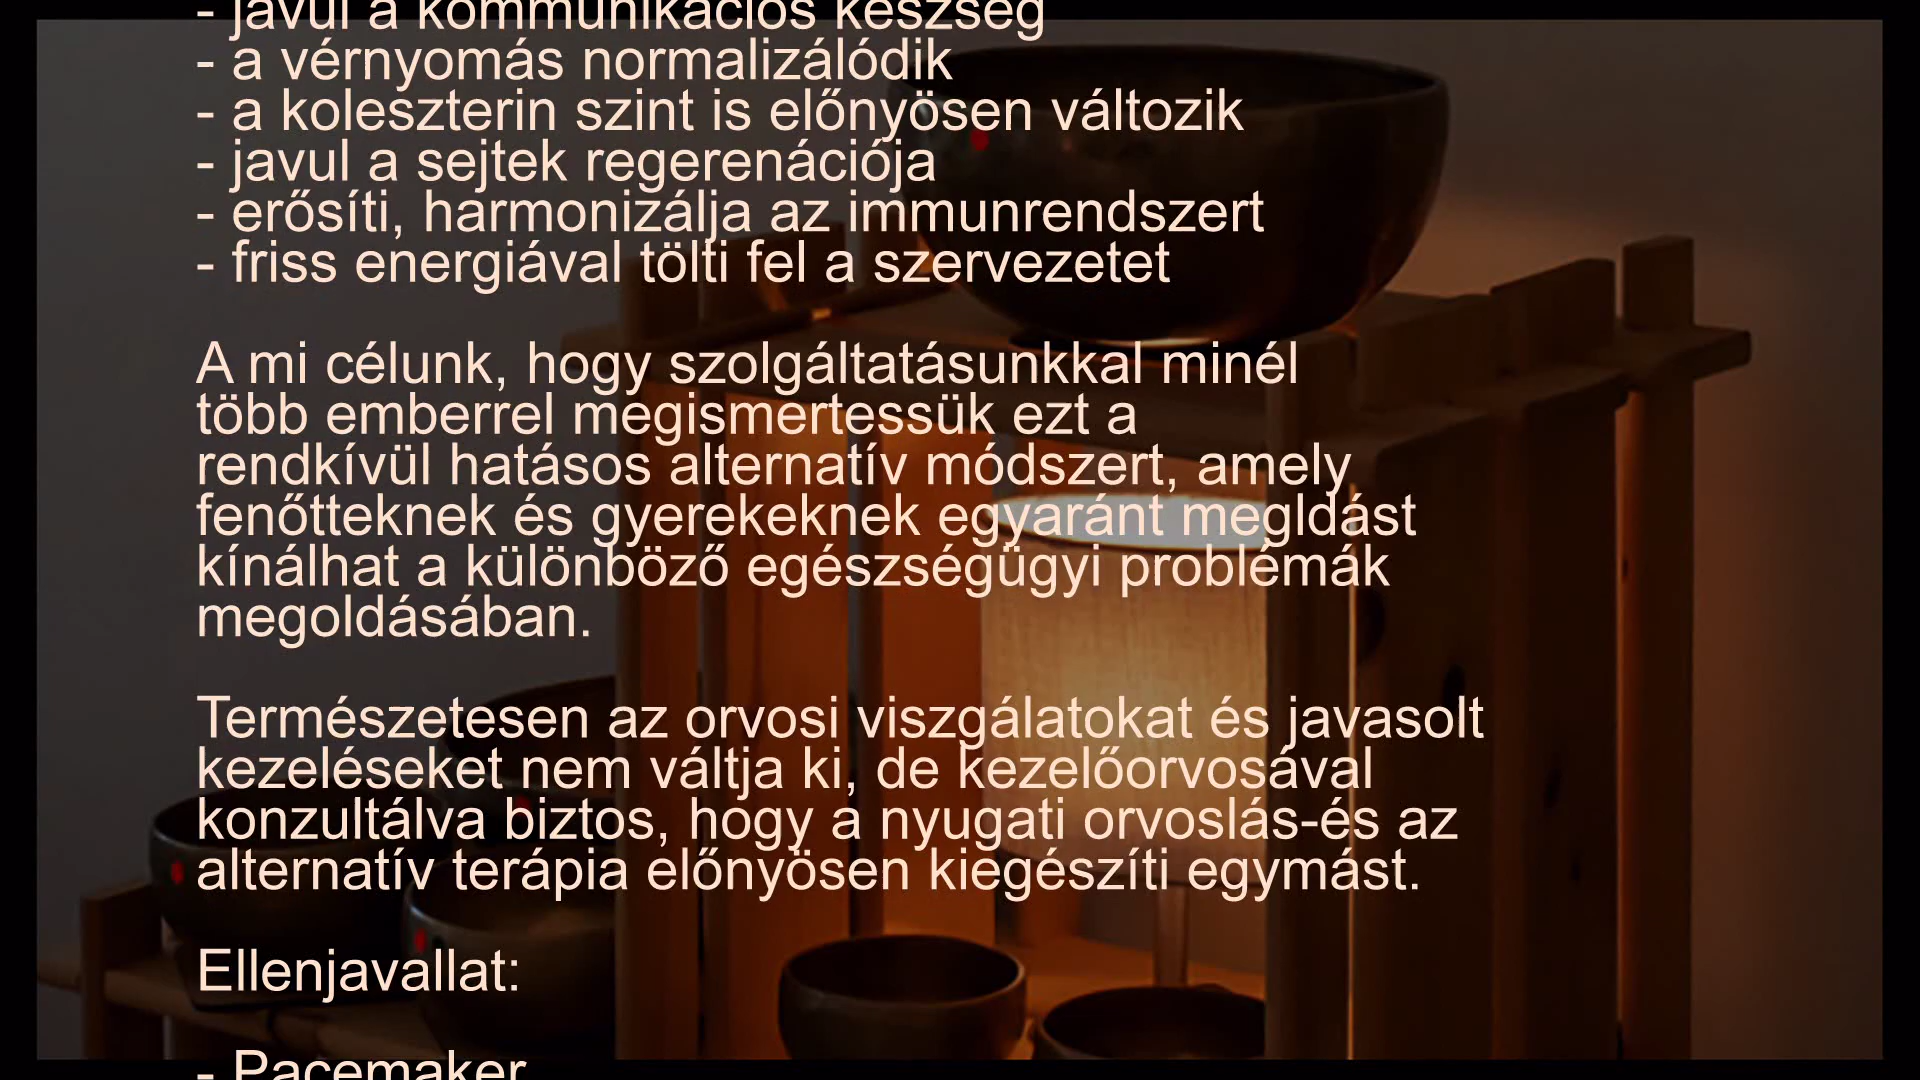 - javul a kommunikációs készség
- a vérnyomás normalizálódik
- a koleszterin szint is előnyösen változik
- javul a sejtek regerenációja
- erősíti, harmonizálja az immunrendszert
- friss energiával tölti fel a szervezetet
A mi célunk, hogy szolgáltatásunkkal minél
több emberrel megismertessük ezt a
rendkívül hatásos alternatív módszert, amely
fenőtteknek és gyerekeknek egyaránt megldást
kínálhat a különböző egészségügyi problémák
megoldásában.
Természetesen az orvosi viszgálatokat és javasolt
kezeléseket nem váltja ki, de kezelőorvosával
konzultálva biztos, hogy a nyugati orvoslás-és az
alternatív terápia előnyösen kiegészíti egymást.
Ellenjavallat:
- Pacemaker